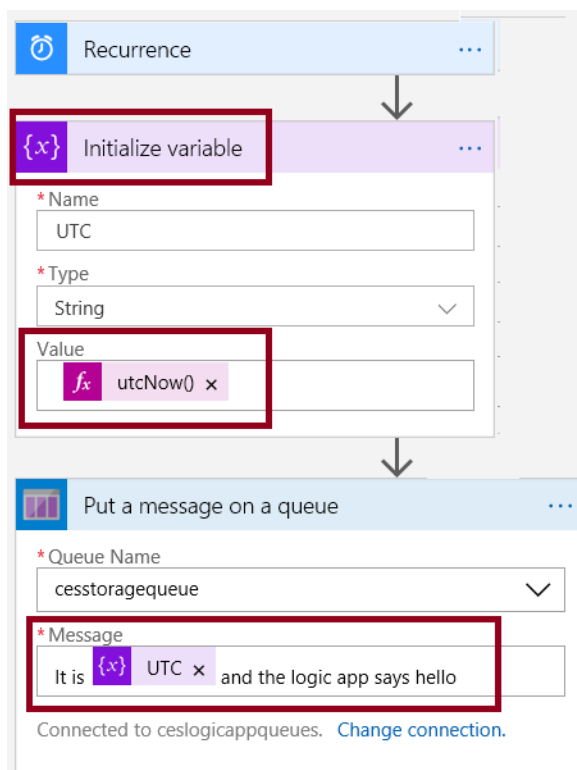 Recurrence ...
{x} Initialize variable ...
* Name
UTC
* Type
String
Value
fx utcNow() ×
Put a message on a queue ...
* Queue Name
cesstoragequeue
* Message
It is {x} UTC × and the logic app says hello
Connected to ceslogicappqueues. Change connection.